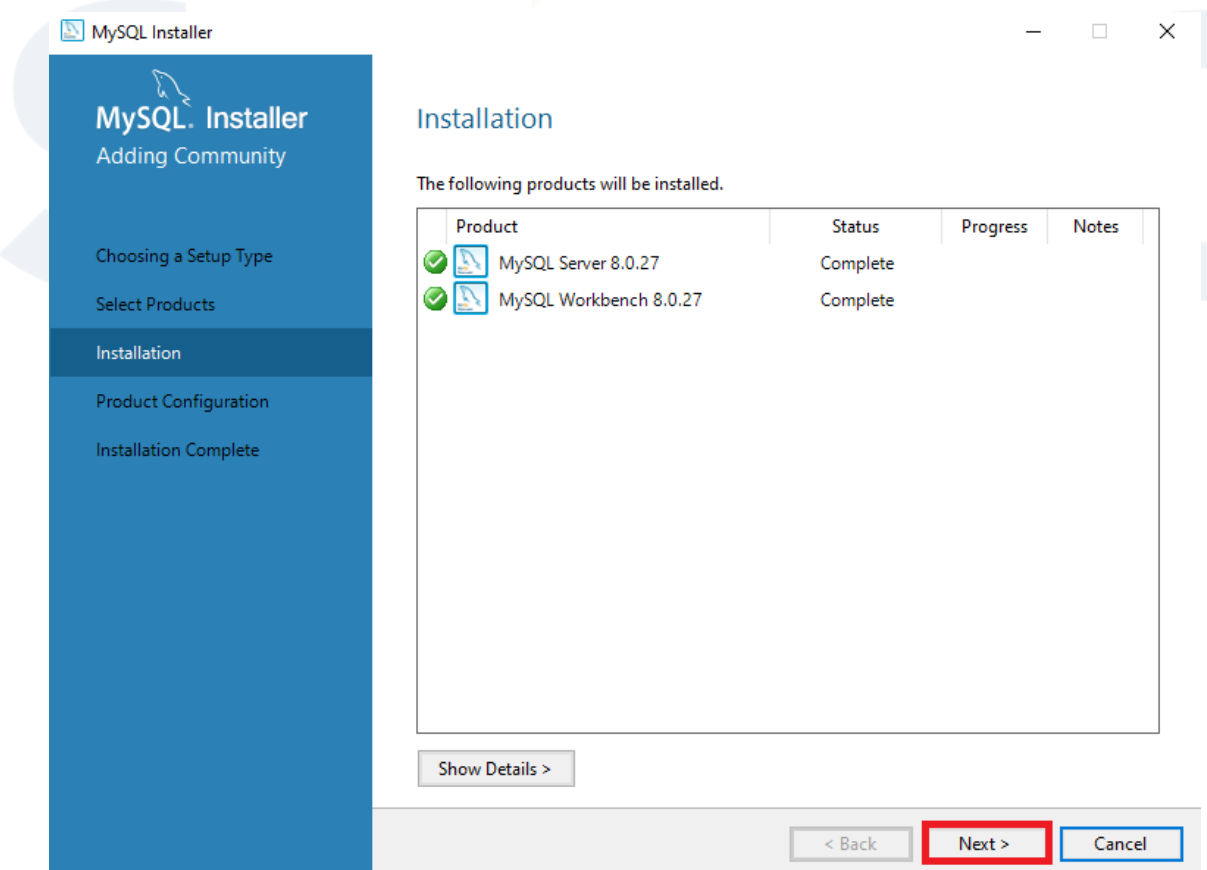 MySQL Installer
MySQL. Installer
Adding Community
Choosing a Setup Type
Select Products
Installation
Product Configuration
Installation Complete
Installation
The following products will be installed.
Product Status Progress Notes
MySQL Server 8.0.27 Complete
MySQL Workbench 8.0.27 Complete
Show Details >
< Back Next > Cancel